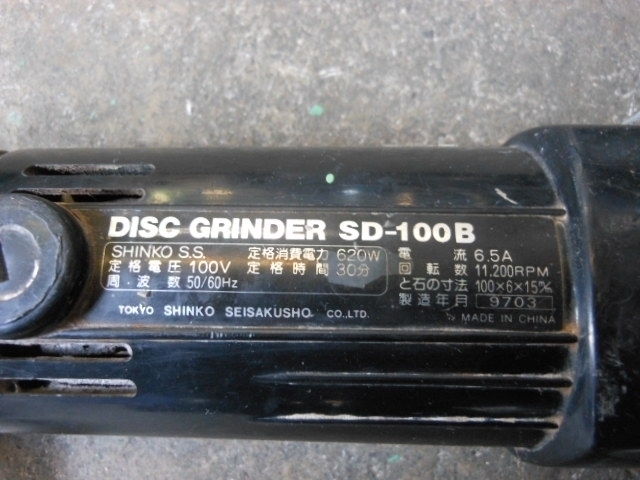 DISC GRINDER SD-100B
SHINKO S.S. 定格消費電力 620W 電流 6.5A
定格電圧 100V 定格時間 30分 回転数 11,200RPM
周・波数 50/60Hz と石の寸法 100×6×15㎜
製造年月 9703
TOKYO SHINKO SEISAKUSHO CO.,LTD. MADE IN CHINA